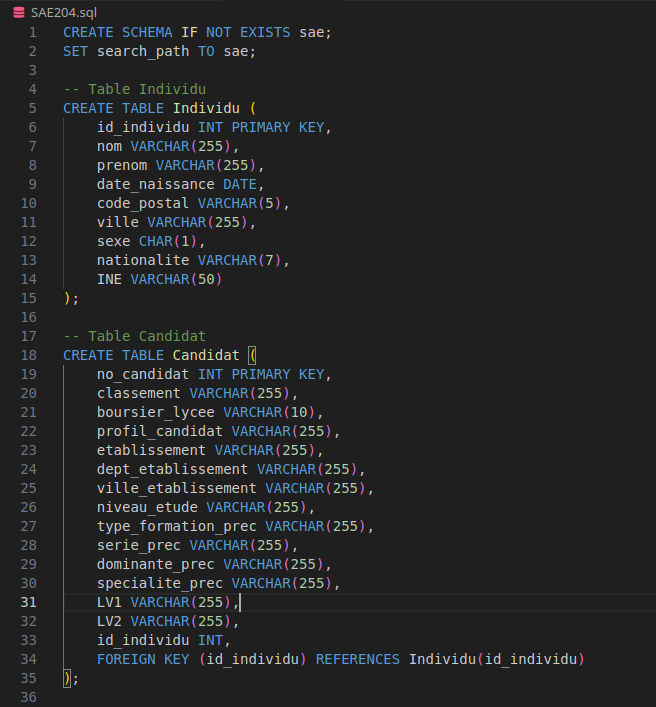 SAE204.sql
1 CREATE SCHEMA IF NOT EXISTS sae;
2 SET search_path TO sae;
3
4 -- Table Individu
5 CREATE TABLE Individu (
6     id_individu INT PRIMARY KEY,
7     nom VARCHAR(255),
8     prenom VARCHAR(255),
9     date_naissance DATE,
10     code_postal VARCHAR(5),
11     ville VARCHAR(255),
12     sexe CHAR(1),
13     nationalite VARCHAR(7),
14     INE VARCHAR(50)
15 );
16
17 -- Table Candidat
18 CREATE TABLE Candidat (
19     no_candidat INT PRIMARY KEY,
20     classement VARCHAR(255),
21     boursier_lycee VARCHAR(10),
22     profil_candidat VARCHAR(255),
23     etablissement VARCHAR(255),
24     dept_etablissement VARCHAR(255),
25     ville_etablissement VARCHAR(255),
26     niveau_etude VARCHAR(255),
27     type_formation_prec VARCHAR(255),
28     serie_prec VARCHAR(255),
29     dominante_prec VARCHAR(255),
30     specialite_prec VARCHAR(255),
31     LV1 VARCHAR(255),
32     LV2 VARCHAR(255),
33     id_individu INT,
34     FOREIGN KEY (id_individu) REFERENCES Individu(id_individu)
35 );
36